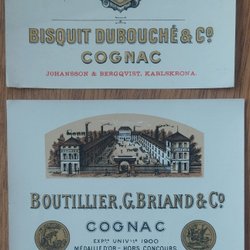 BISQUIT DUBOUCHÉ & Cº
COGNAC
JOHANSSON & BERGQVIST, KARLSKRONA.
BOUTILLIER, G. BRIAND & Cº
COGNAC
EXPᵒⁿ UNIVˡˡᵉ 1900
MÉDAILLE D'OR - HORS CONCOURS